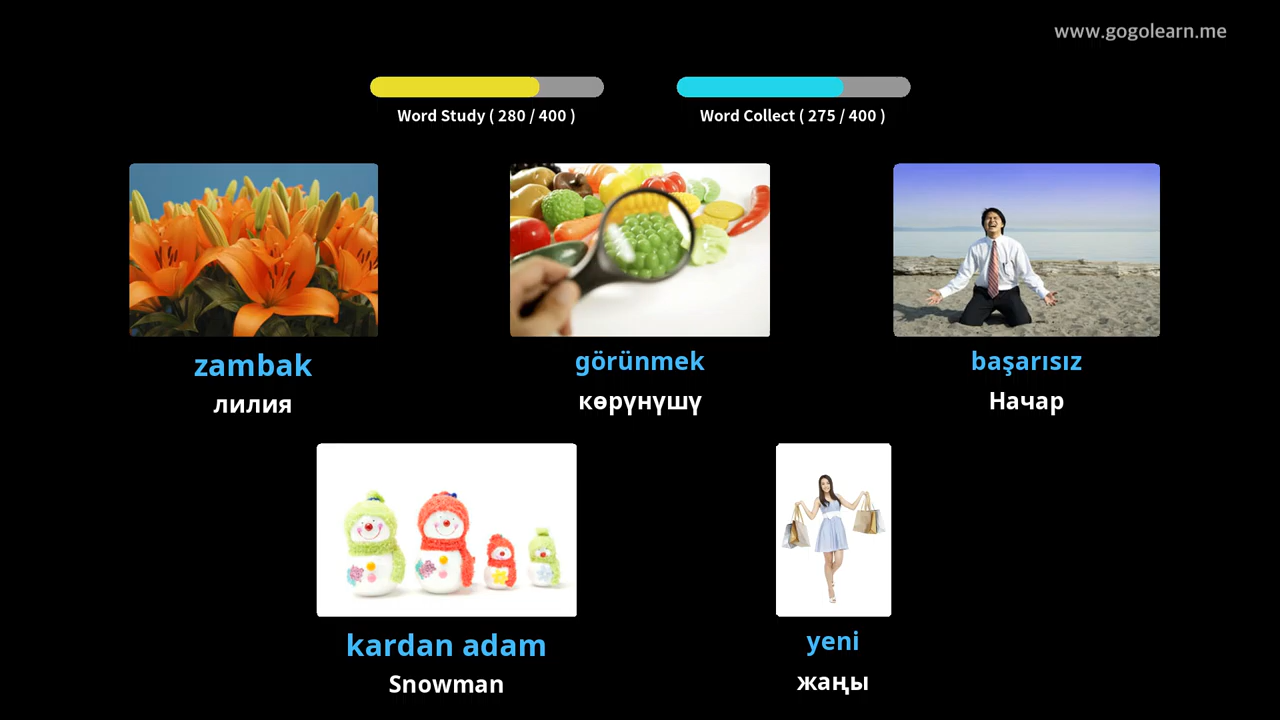 www.gogolearn.me
Word Study ( 280 / 400 )
Word Collect ( 275 / 400 )
zambak
лилия
görünmek
көрүнүшү
başarısız
Начар
kardan adam
Snowman
yeni
жаңы